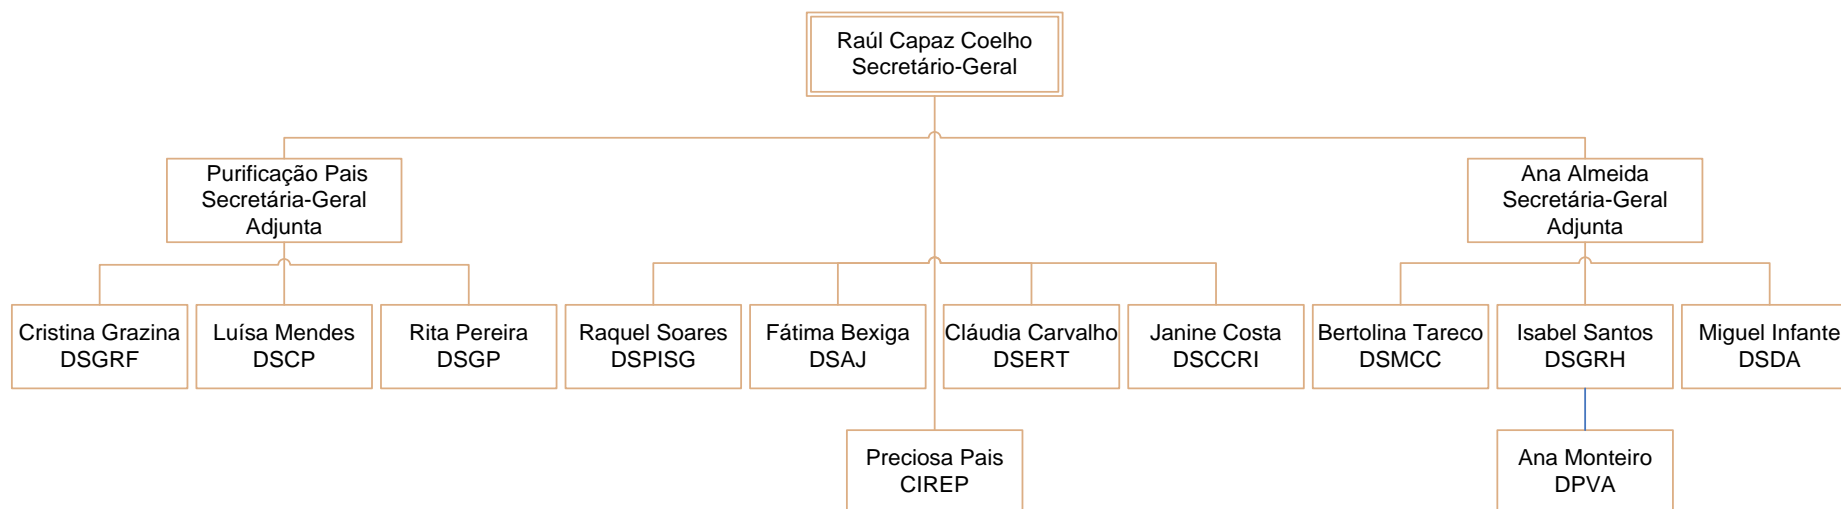 Raúl Capaz Coelho
Secretário-Geral
Purificação Pais
Secretária-Geral
Adjunta
Ana Almeida
Secretária-Geral
Adjunta
Cristina Grazina
DSGRF
Luísa Mendes
DSCP
Rita Pereira
DSGP
Raquel Soares
DSPISG
Fátima Bexiga
DSAJ
Cláudia Carvalho
DSERT
Janine Costa
DSCCRI
Bertolina Tareco
DSMCC
Isabel Santos
DSGRH
Miguel Infante
DSDA
Preciosa Pais
CIREP
Ana Monteiro
DPVA